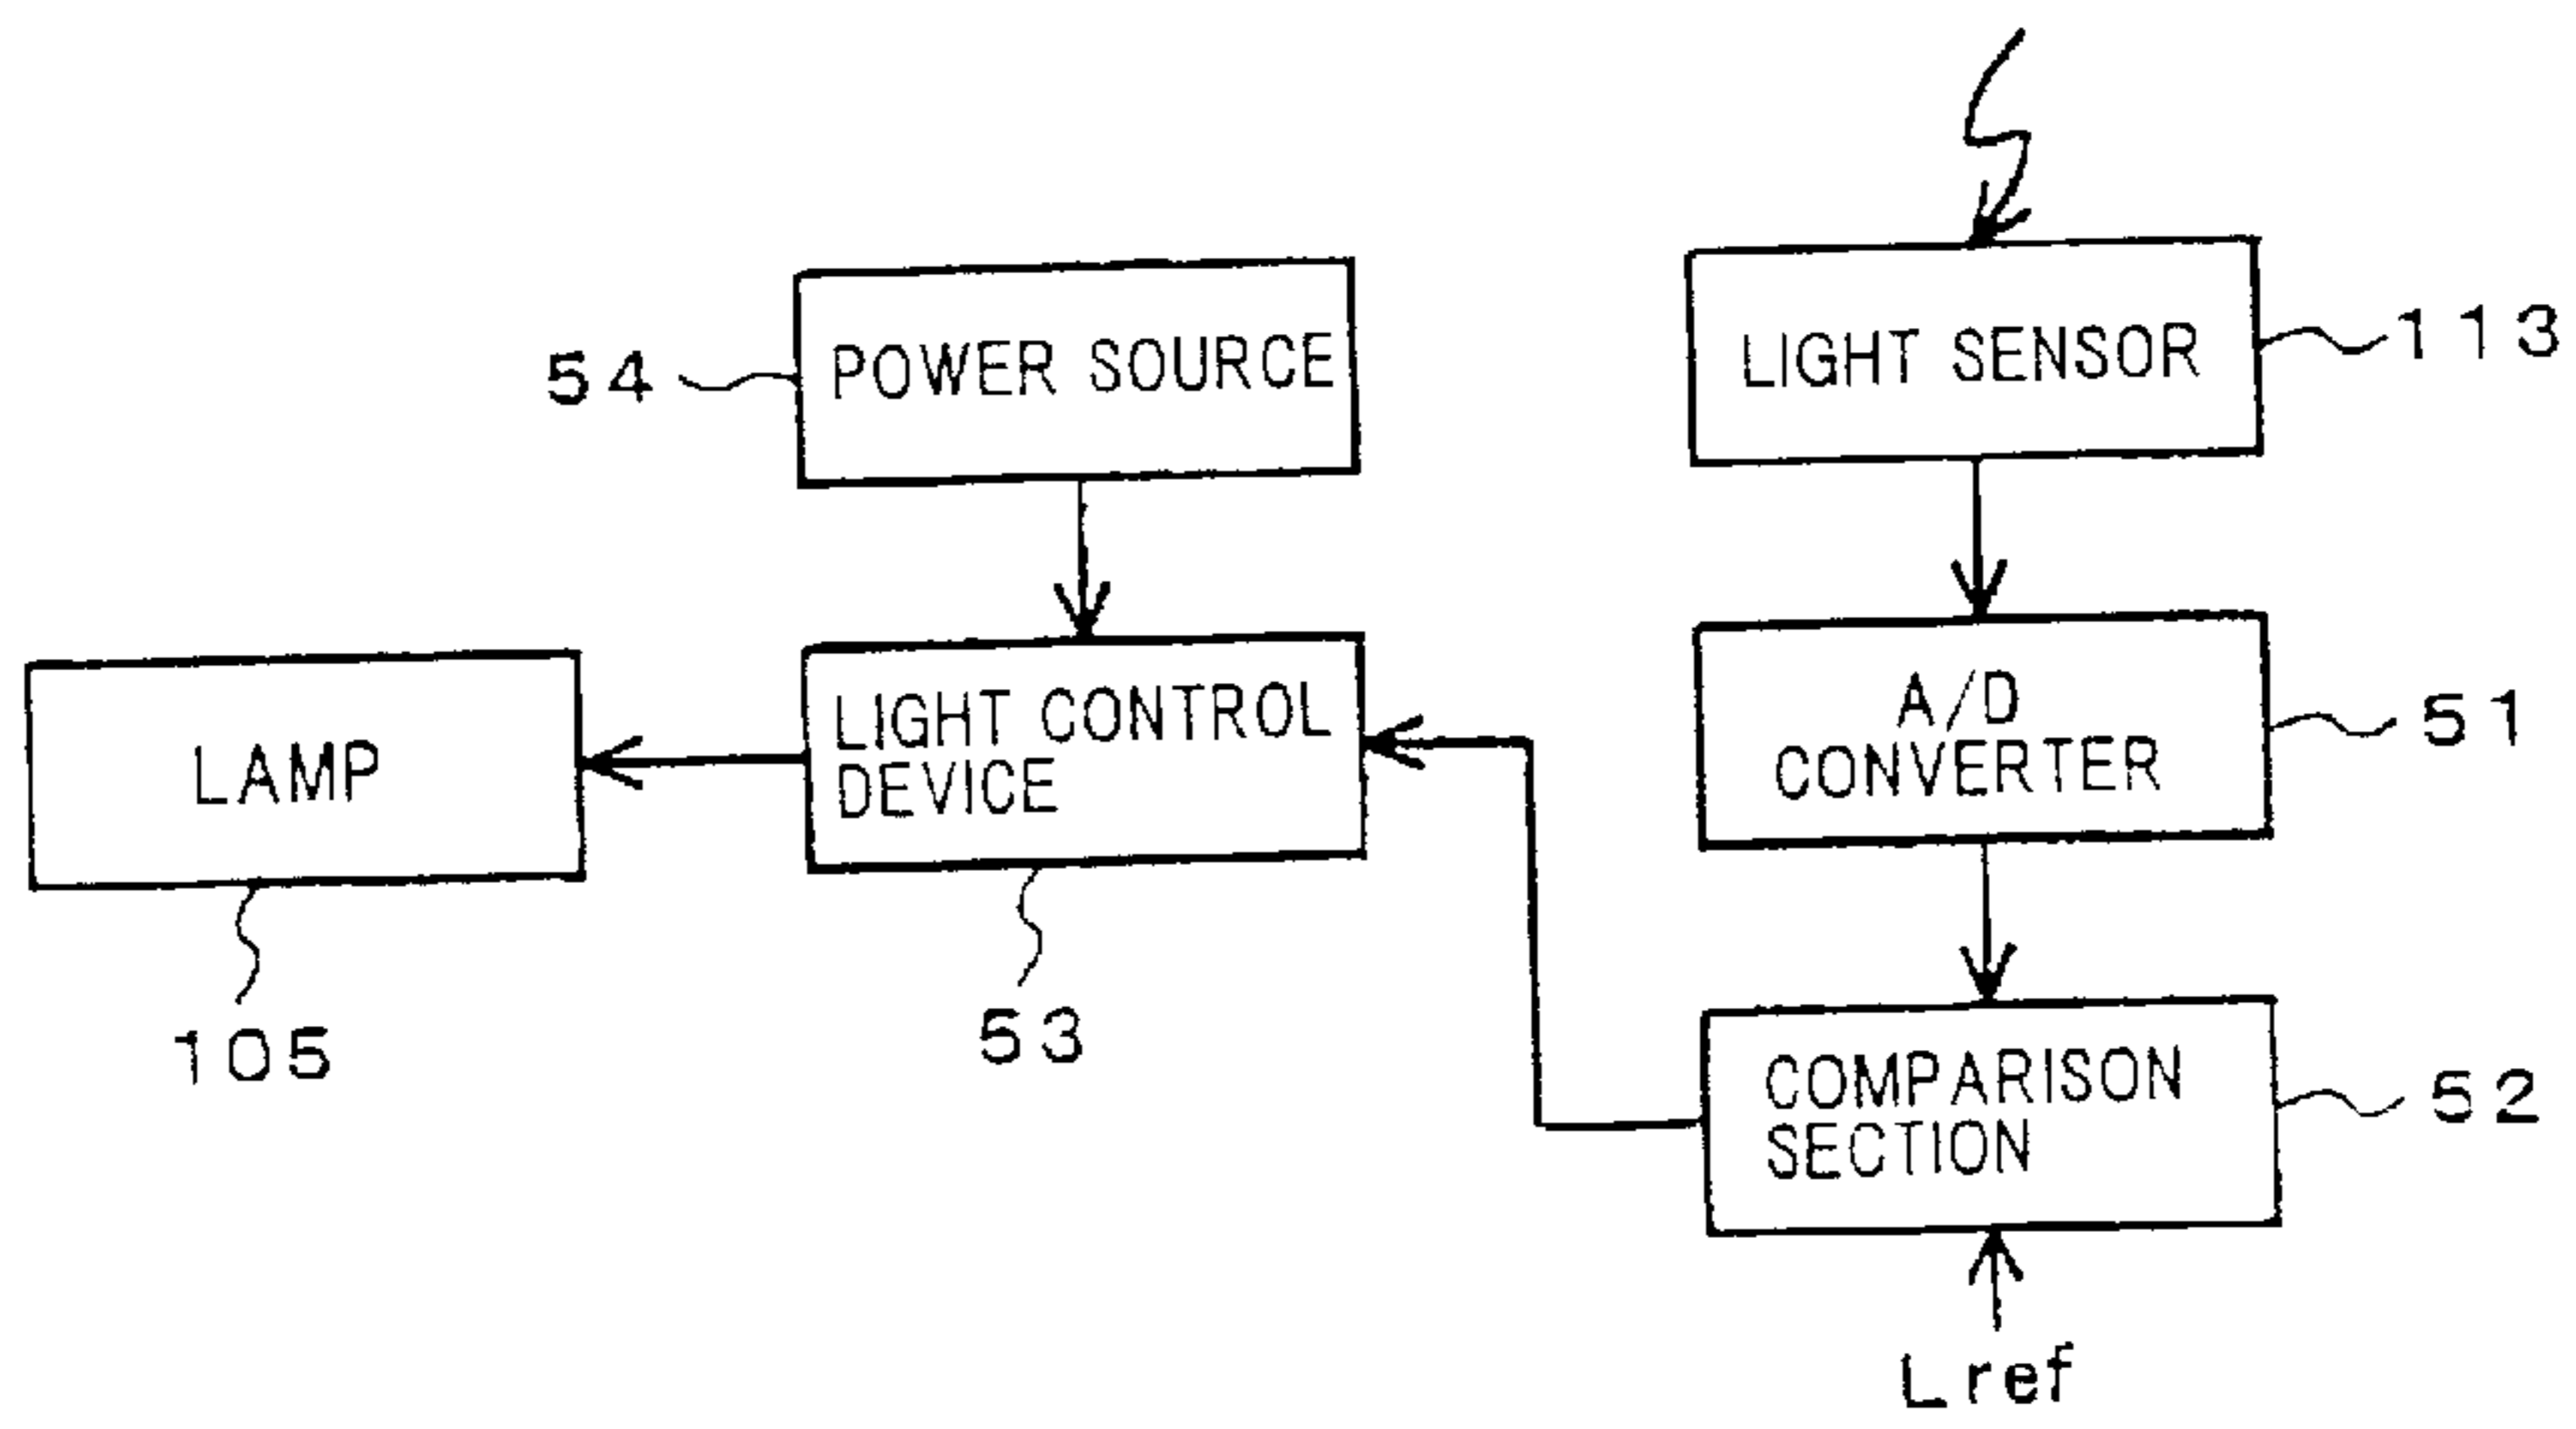 54
POWER SOURCE
LIGHT SENSOR
113
LAMP
105
LIGHT CONTROL
DEVICE
53
A/D
CONVERTER
51
COMPARISON
SECTION
52
Lref